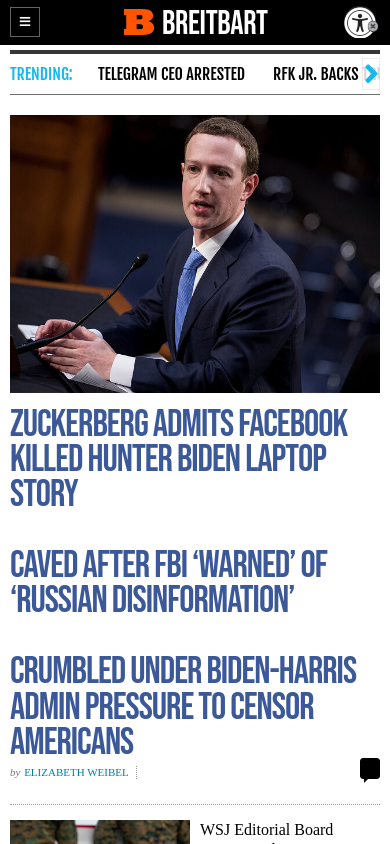 BREITBART
TRENDING:
TELEGRAM CEO ARRESTED
RFK JR. BACKS
ZUCKERBERG ADMITS FACEBOOK
KILLED HUNTER BIDEN LAPTOP
STORY
CAVED AFTER FBI ‘WARNED’ OF
‘RUSSIAN DISINFORMATION’
CRUMBLED UNDER BIDEN-HARRIS
ADMIN PRESSURE TO CENSOR
AMERICANS
by ELIZABETH WEIBEL
WSJ Editorial Board